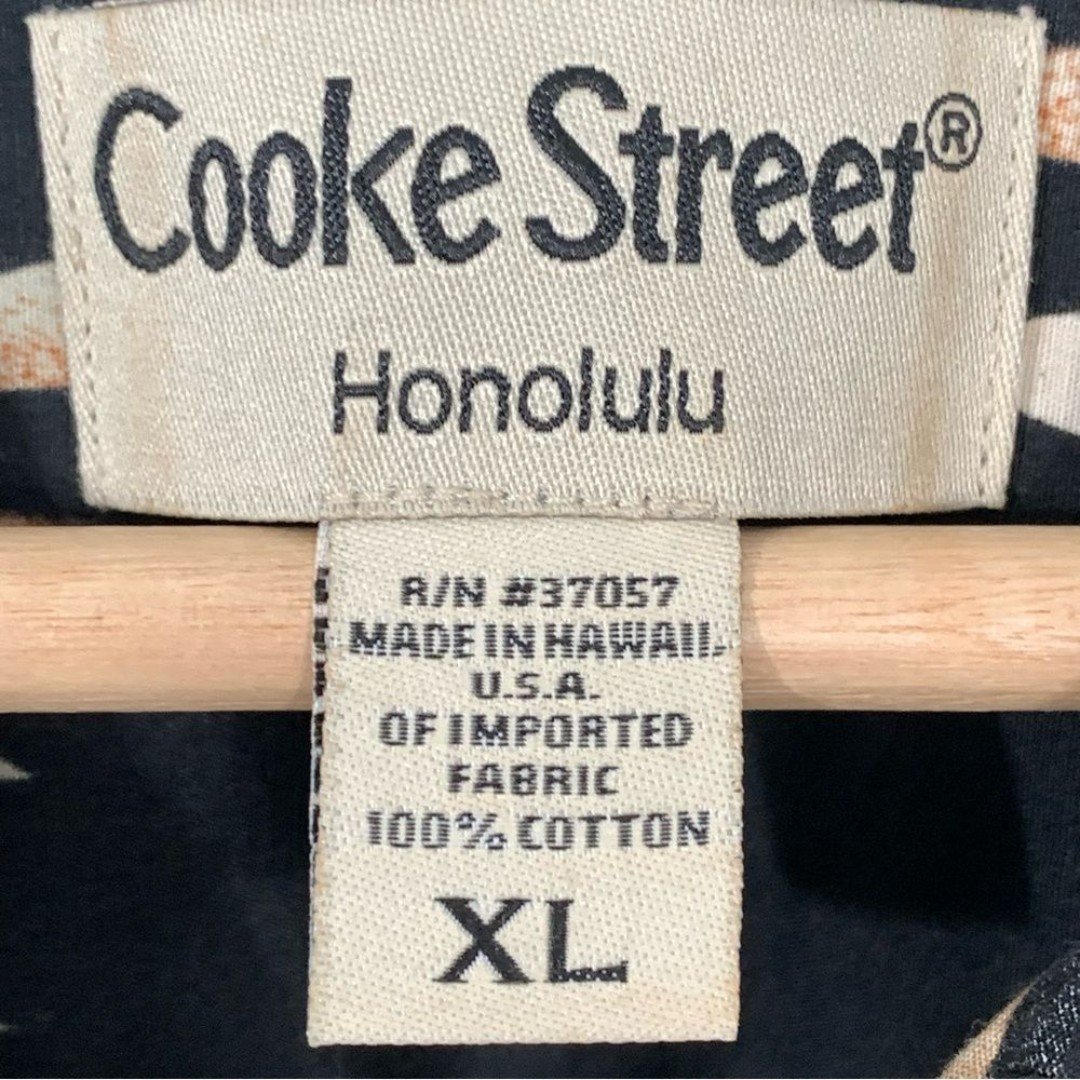 Cooke Street®
Honolulu
R/N #37057
MADE IN HAWAII.
U.S.A.
OF IMPORTED
FABRIC
100% COTTON
XL